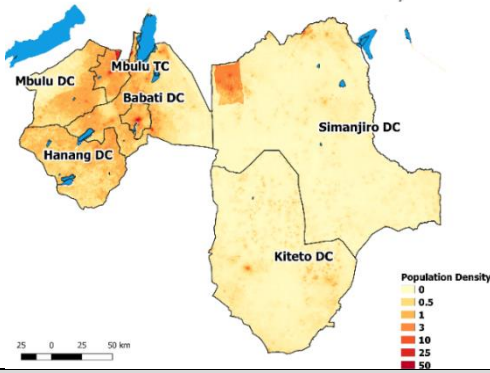 Mbulu TC
Mbulu DC
Babati DC
Simanjiro DC
Hanang DC
Kiteto DC
Population Density
0
0.5
1
3
10
25
50
25 0 25 50 km